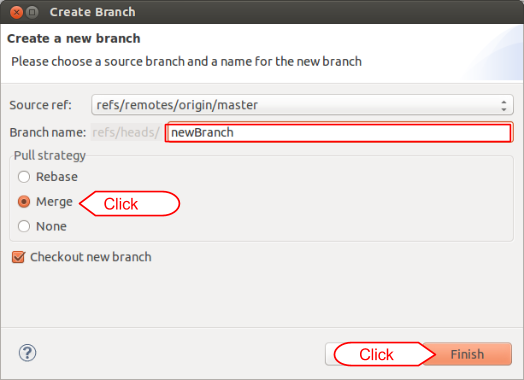 Create Branch
Create a new branch
Please choose a source branch and a name for the new branch
Source ref: refs/remotes/origin/master
Branch name: refs/heads/ newBranch
Pull strategy
Rebase
Merge Click
None
Checkout new branch
? Click Finish